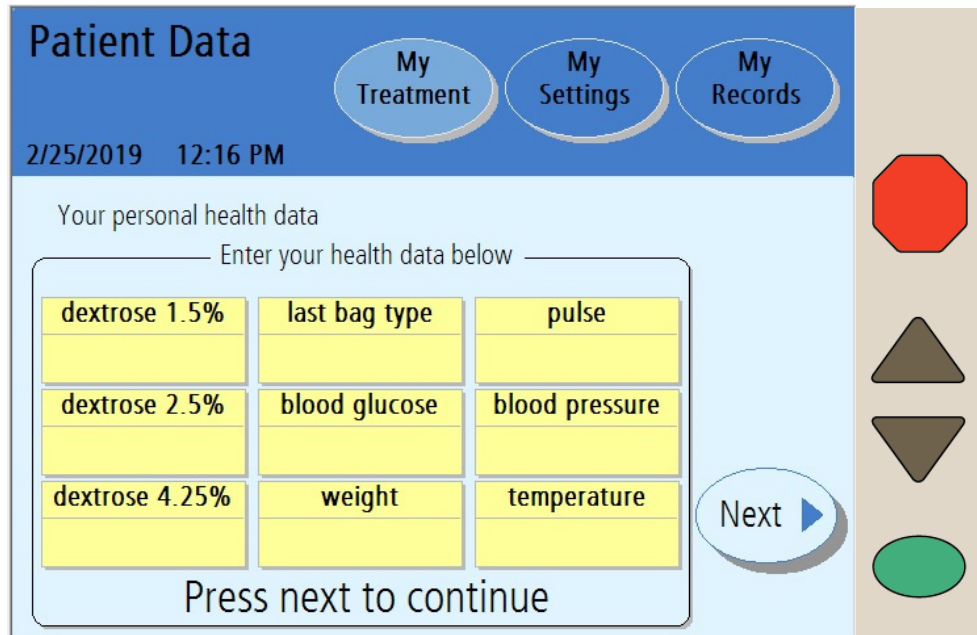 Patient Data
My
Treatment
My
Settings
My
Records
2/25/2019 12:16 PM
Your personal health data
Enter your health data below
dextrose 1.5%
last bag type
pulse
dextrose 2.5%
blood glucose
blood pressure
dextrose 4.25%
weight
temperature
Next
Press next to continue